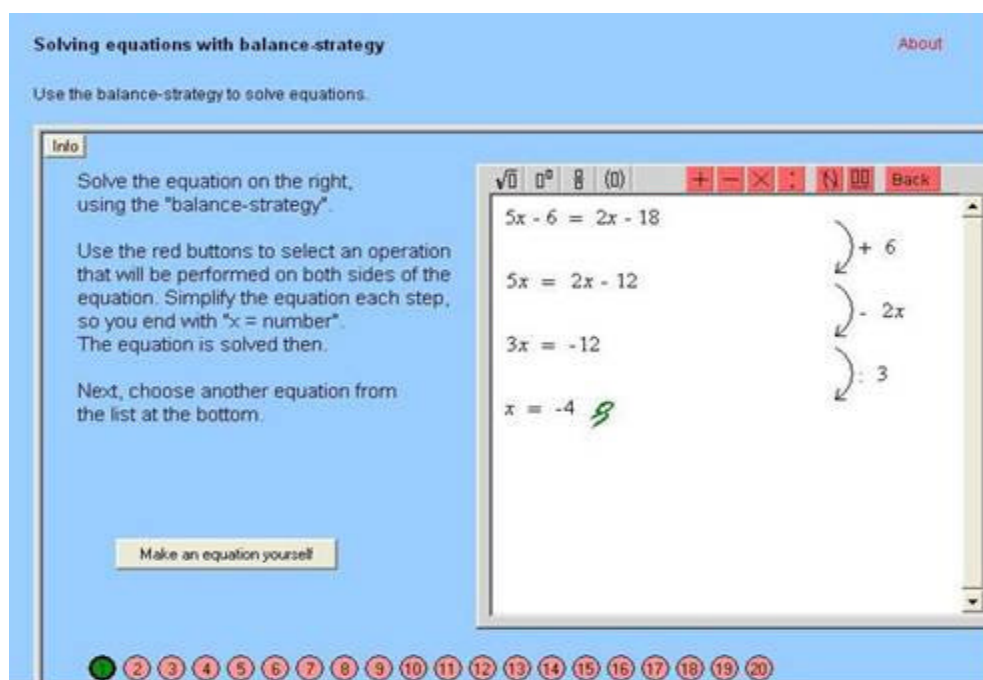 Solving equations with balance-strategy
About
Use the balance-strategy to solve equations.
Info
Solve the equation on the right,
using the "balance-strategy".
Use the red buttons to select an operation
that will be performed on both sides of the
equation. Simplify the equation each step,
so you end with "x = number".
The equation is solved then.
Next, choose another equation from
the list at the bottom.
Make an equation yourself
√▯ ▯▯ (▯) + − × : Back
5x - 6 = 2x - 18
+ 6
5x = 2x - 12
- 2x
3x = -12
: 3
x = -4
1 2 3 4 5 6 7 8 9 10 11 12 13 14 15 16 17 18 19 20